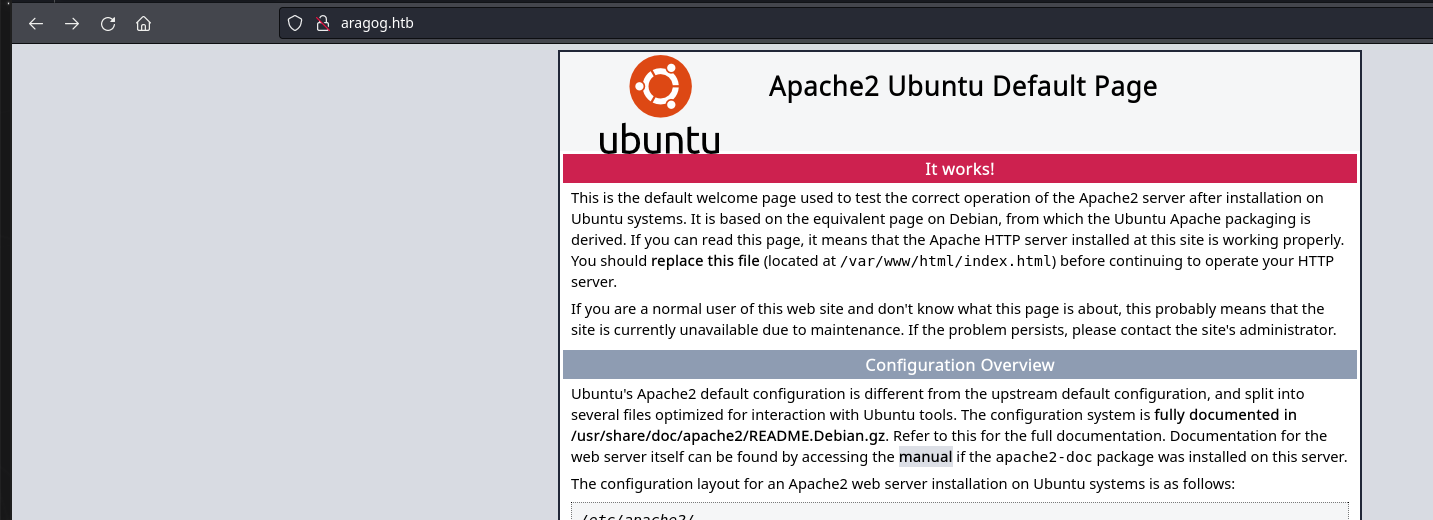 aragog.htb
ubuntu
Apache2 Ubuntu Default Page
It works!
This is the default welcome page used to test the correct operation of the Apache2 server after installation on
Ubuntu systems. It is based on the equivalent page on Debian, from which the Ubuntu Apache packaging is
derived. If you can read this page, it means that the Apache HTTP server installed at this site is working properly.
You should replace this file (located at /var/www/html/index.html) before continuing to operate your HTTP
server.
If you are a normal user of this web site and don't know what this page is about, this probably means that the
site is currently unavailable due to maintenance. If the problem persists, please contact the site's administrator.
Configuration Overview
Ubuntu's Apache2 default configuration is different from the upstream default configuration, and split into
several files optimized for interaction with Ubuntu tools. The configuration system is fully documented in
/usr/share/doc/apache2/README.Debian.gz. Refer to this for the full documentation. Documentation for the
web server itself can be found by accessing the manual if the apache2-doc package was installed on this server.
The configuration layout for an Apache2 web server installation on Ubuntu systems is as follows:
/etc/apache2/